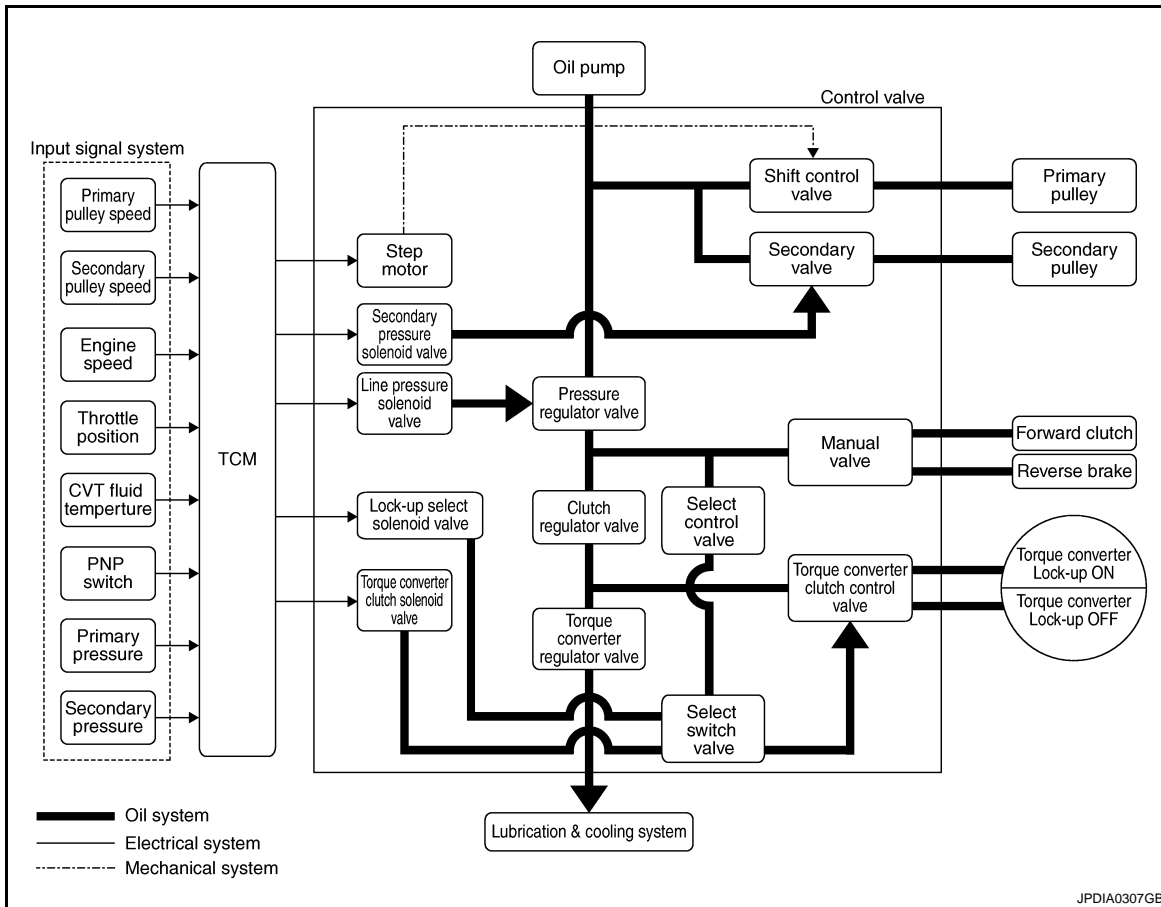 Oil pump
Control valve
Input signal system
Primary
pulley speed
Secondary
pulley speed
Engine
speed
Throttle
position
CVT fluid
temperture
PNP
switch
Primary
pressure
Secondary
pressure
TCM
Step
motor
Secondary
pressure
solenoid valve
Line pressure
solenoid
valve
Lock-up select
solenoid valve
Torque converter
clutch solenoid
valve
Pressure
regulator valve
Clutch
regulator valve
Torque
converter
regulator valve
Select
control
valve
Select
switch
valve
Shift control
valve
Secondary
valve
Manual
valve
Torque converter
clutch control
valve
Primary
pulley
Secondary
pulley
Forward clutch
Reverse brake
Torque converter
Lock-up ON
Torque converter
Lock-up OFF
Lubrication & cooling system
Oil system
Electrical system
Mechanical system
JPDIA0307GB